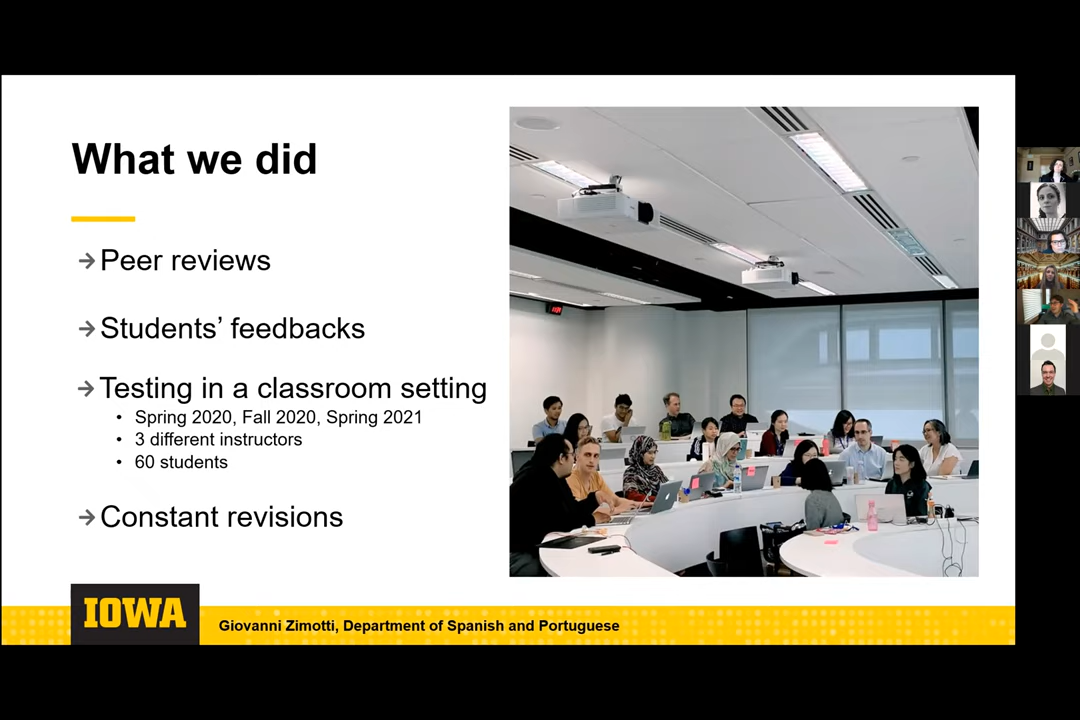 What we did
→Peer reviews
→Students’ feedbacks
→Testing in a classroom setting
• Spring 2020, Fall 2020, Spring 2021
• 3 different instructors
• 60 students
→Constant revisions
IOWA
Giovanni Zimotti, Department of Spanish and Portuguese